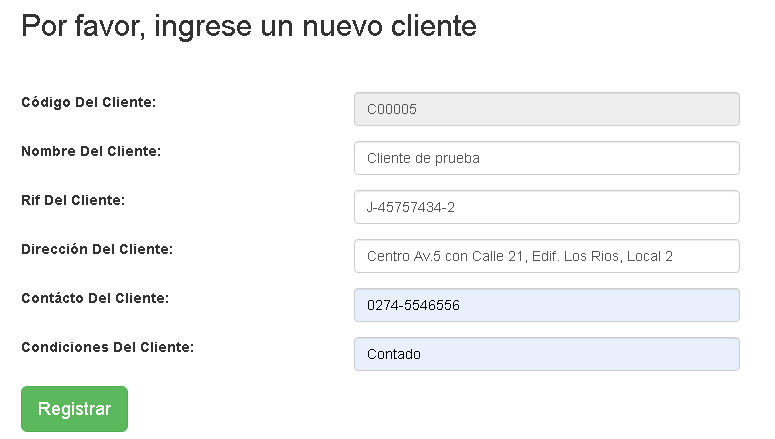 Por favor, ingrese un nuevo cliente
Código Del Cliente:
C00005
Nombre Del Cliente:
Cliente de prueba
Rif Del Cliente:
J-45757434-2
Dirección Del Cliente:
Centro Av.5 con Calle 21, Edif. Los Rios, Local 2
Contácto Del Cliente:
0274-5546556
Condiciones Del Cliente:
Contado
Registrar